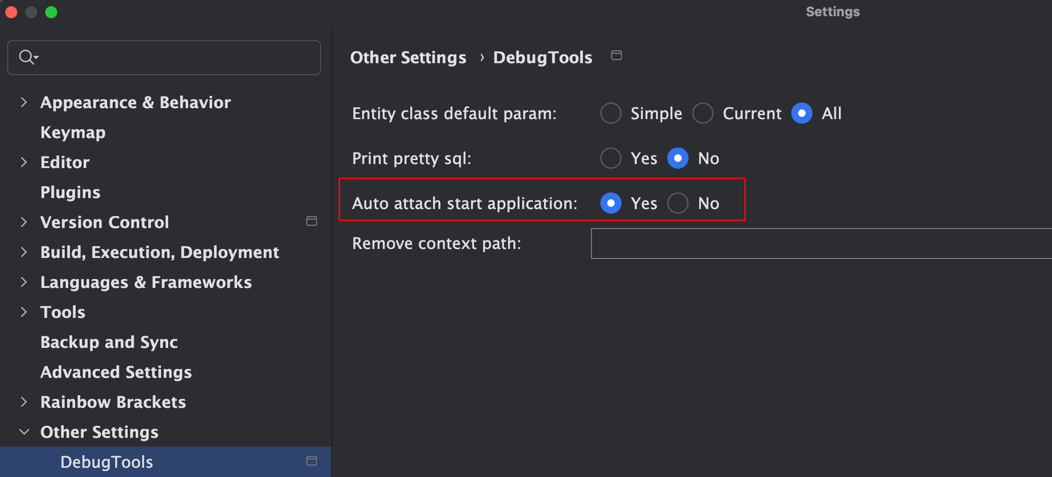 Settings
Appearance & Behavior
Keymap
Editor
Plugins
Version Control
Build, Execution, Deployment
Languages & Frameworks
Tools
Backup and Sync
Advanced Settings
Rainbow Brackets
Other Settings
DebugTools
Other Settings › DebugTools
Entity class default param: Simple Current All
Print pretty sql: Yes No
Auto attach start application: Yes No
Remove context path: